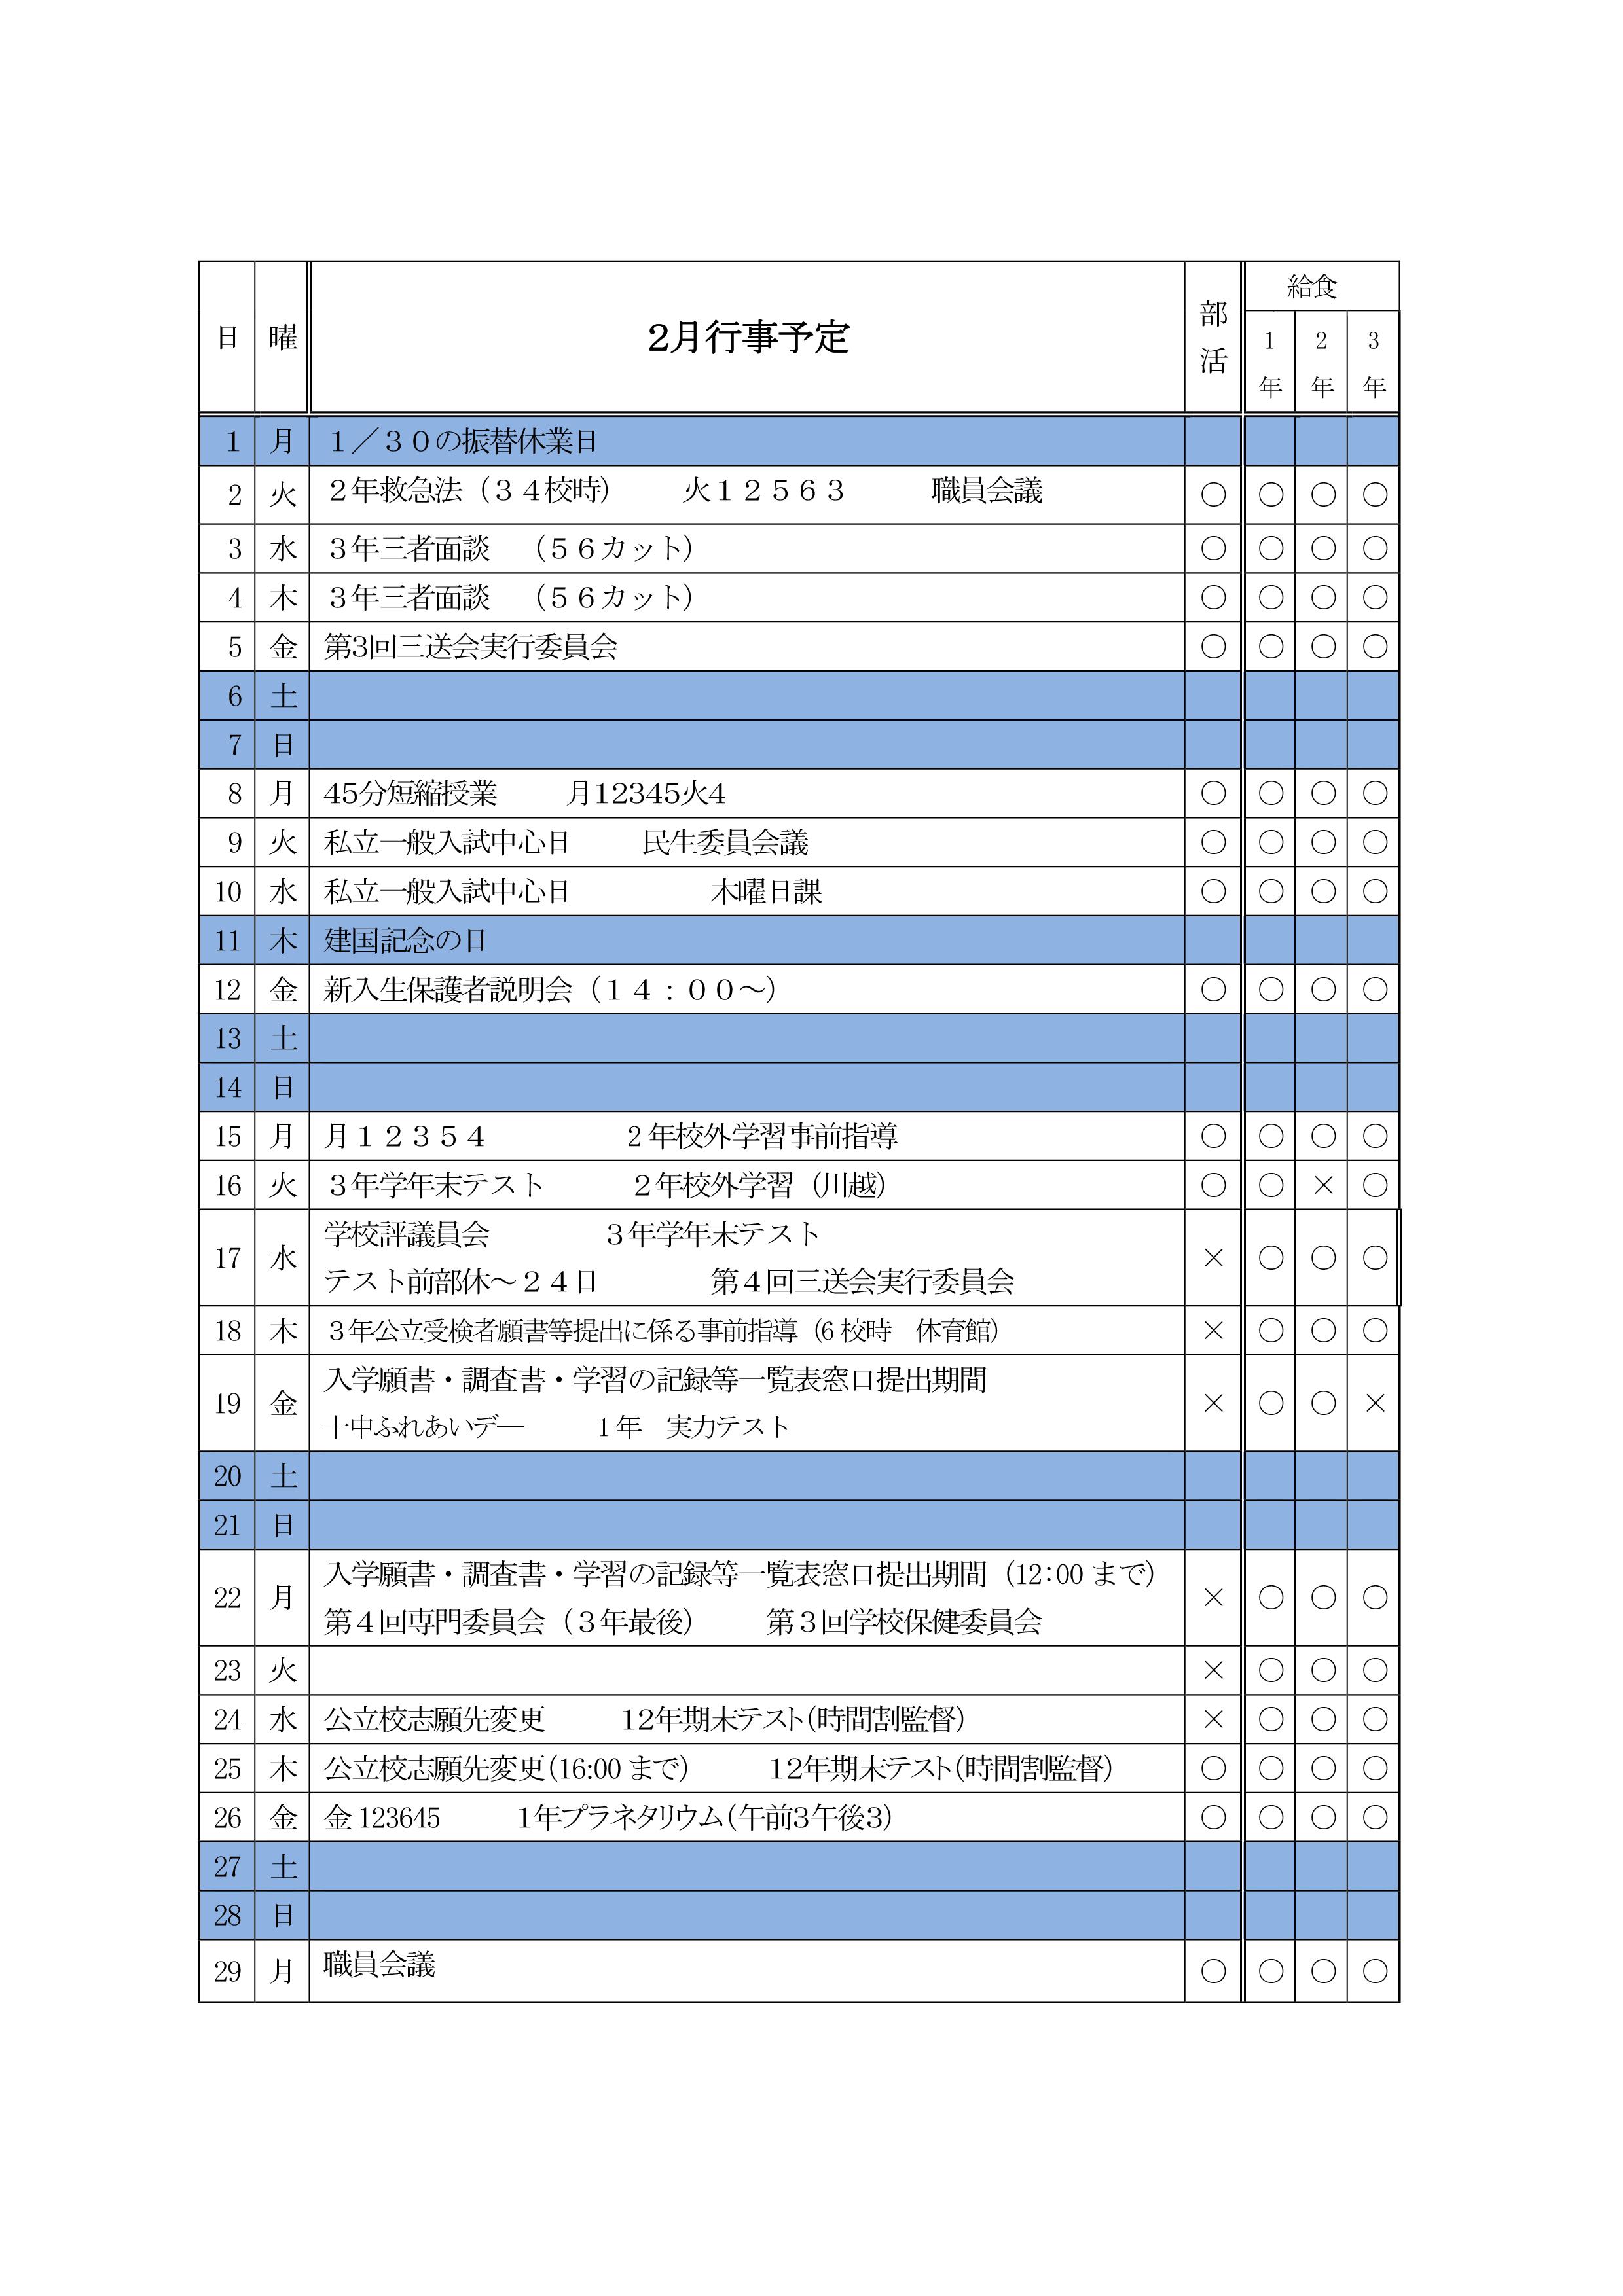 日 曜 2月行事予定 部活 給食
1年 2年 3年
1 月 １／３０の振替休業日
2 火 ２年救急法（３４校時） 火１２５６３ 職員会議 ○ ○ ○ ○
3 水 ３年三者面談 （５６カット） ○ ○ ○ ○
4 木 ３年三者面談 （５６カット） ○ ○ ○ ○
5 金 第3回三送会実行委員会 ○ ○ ○ ○
6 土
7 日
8 月 45分短縮授業 月12345火4 ○ ○ ○ ○
9 火 私立一般入試中心日 民生委員会議 ○ ○ ○ ○
10 水 私立一般入試中心日 木曜日課 ○ ○ ○ ○
11 木 建国記念の日
12 金 新入生保護者説明会（１４：００～） ○ ○ ○ ○
13 土
14 日
15 月 月１２３５４ 2年校外学習事前指導 ○ ○ ○ ○
16 火 ３年学年末テスト ２年校外学習（川越） ○ ○ × ○
17 水 学校評議員会 ３年学年末テスト × ○ ○ ○
テスト前部休～２４日 第４回三送会実行委員会
18 木 ３年公立受検者願書等提出に係る事前指導（6校時 体育館） × ○ ○ ○
19 金 入学願書・調査書・学習の記録等一覧表窓口提出期間 × ○ ○ ×
十中ふれあいデー 1年 実力テスト
20 土
21 日
22 月 入学願書・調査書・学習の記録等一覧表窓口提出期間（12:00まで） × ○ ○ ○
第４回専門委員会（３年最後） 第３回学校保健委員会
23 火 × ○ ○ ○
24 水 公立校志願先変更 12年期末テスト(時間割監督) × ○ ○ ○
25 木 公立校志願先変更(16:00まで) 12年期末テスト(時間割監督) ○ ○ ○ ○
26 金 金123645 1年プラネタリウム(午前3午後3) ○ ○ ○ ○
27 土
28 日
29 月 職員会議 ○ ○ ○ ○